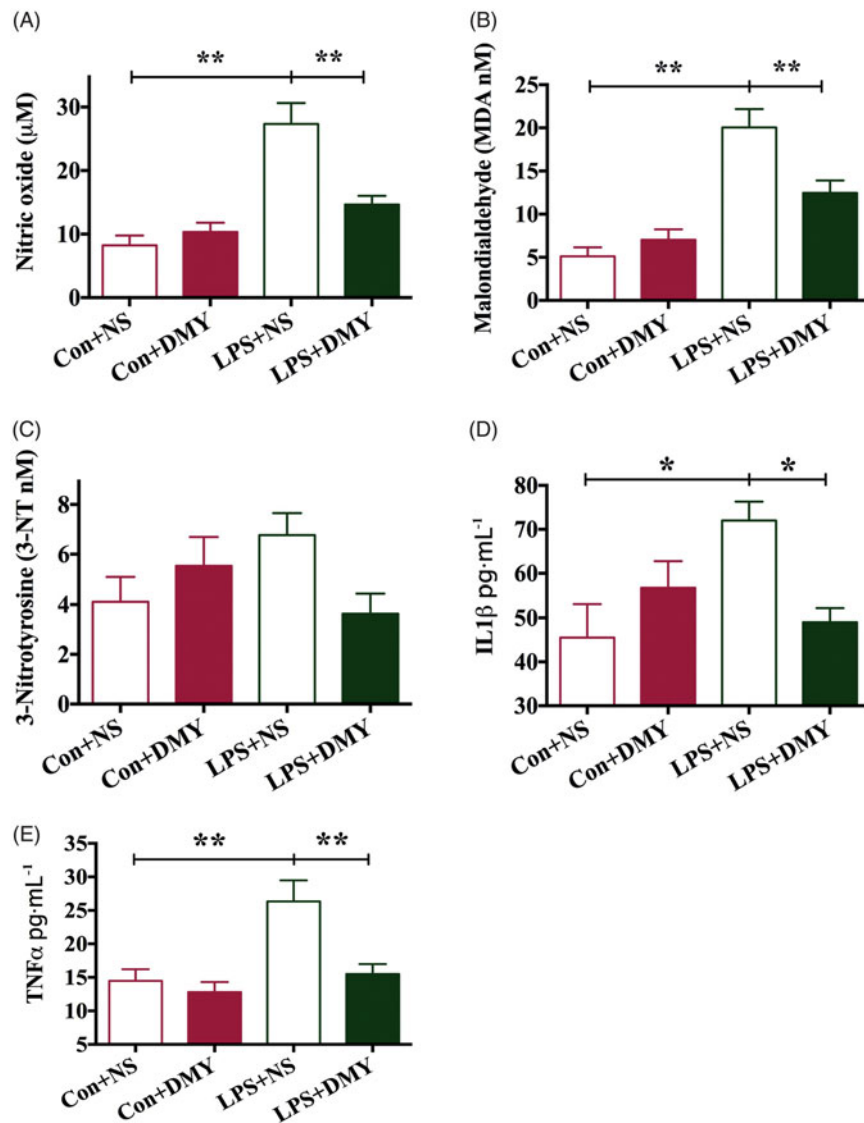 (A)
** **
Nitric oxide (μM)
30
20
10
0
Con+NS
Con+DMY
LPS+NS
LPS+DMY
(B)
** **
Malondialdehyde (MDA nM)
25
20
15
10
5
0
Con+NS
Con+DMY
LPS+NS
LPS+DMY
(C)
3-Nitrotyrosine (3-NT nM)
8
6
4
2
0
Con+NS
Con+DMY
LPS+NS
LPS+DMY
(D)
* *
IL1β pg·mL⁻¹
80
70
60
50
40
30
Con+NS
Con+DMY
LPS+NS
LPS+DMY
(E)
** **
TNFα pg·mL⁻¹
35
30
25
20
15
10
5
Con+NS
Con+DMY
LPS+NS
LPS+DMY